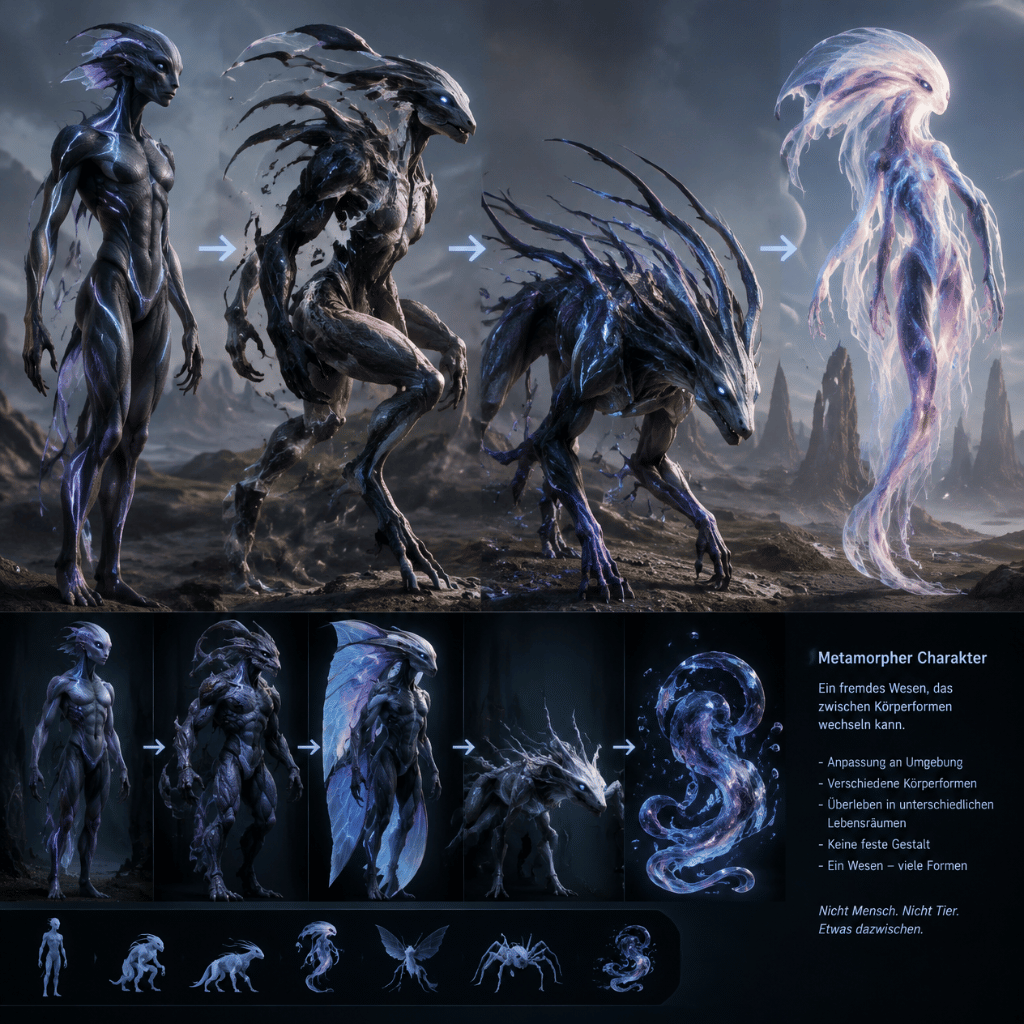 Metamorpher Charakter
Ein fremdes Wesen, das
zwischen Körperformen
wechseln kann.
- Anpassung an Umgebung
- Verschiedene Körperformen
- Überleben in unterschiedlichen
Lebensräumen
- Keine feste Gestalt
- Ein Wesen – viele Formen
Nicht Mensch. Nicht Tier.
Etwas dazwischen.